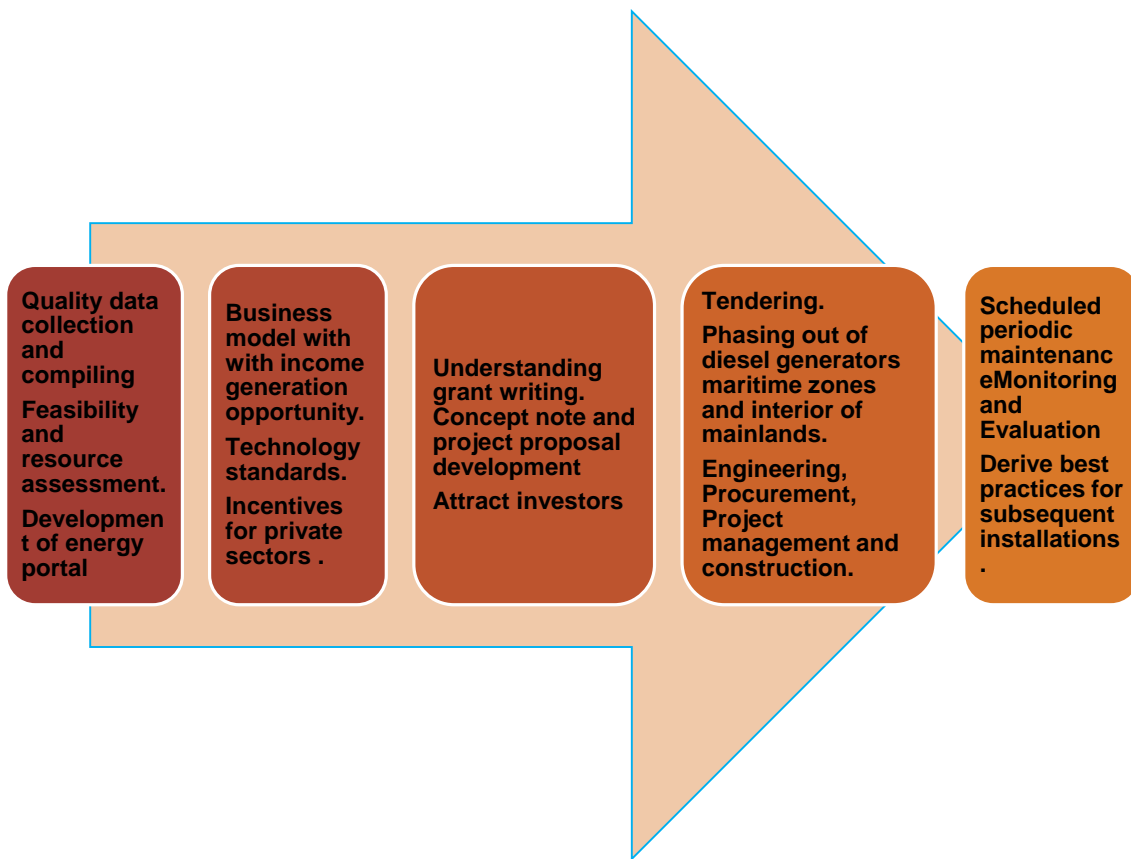 Quality data
collection
and
compiling
Feasibility
and
resource
assessment.
Developmen
t of energy
portal
Business
model with
with income
generation
opportunity.
Technology
standards.
Incentives
for private
sectors .
Understanding
grant writing.
Concept note and
project proposal
development
Attract investors
Tendering.
Phasing out of
diesel generators
maritime zones
and interior of
mainlands.
Engineering,
Procurement,
Project
management and
construction.
Scheduled
periodic
maintenanc
eMonitoring
and
Evaluation
Derive best
practices for
subsequent
installations
.